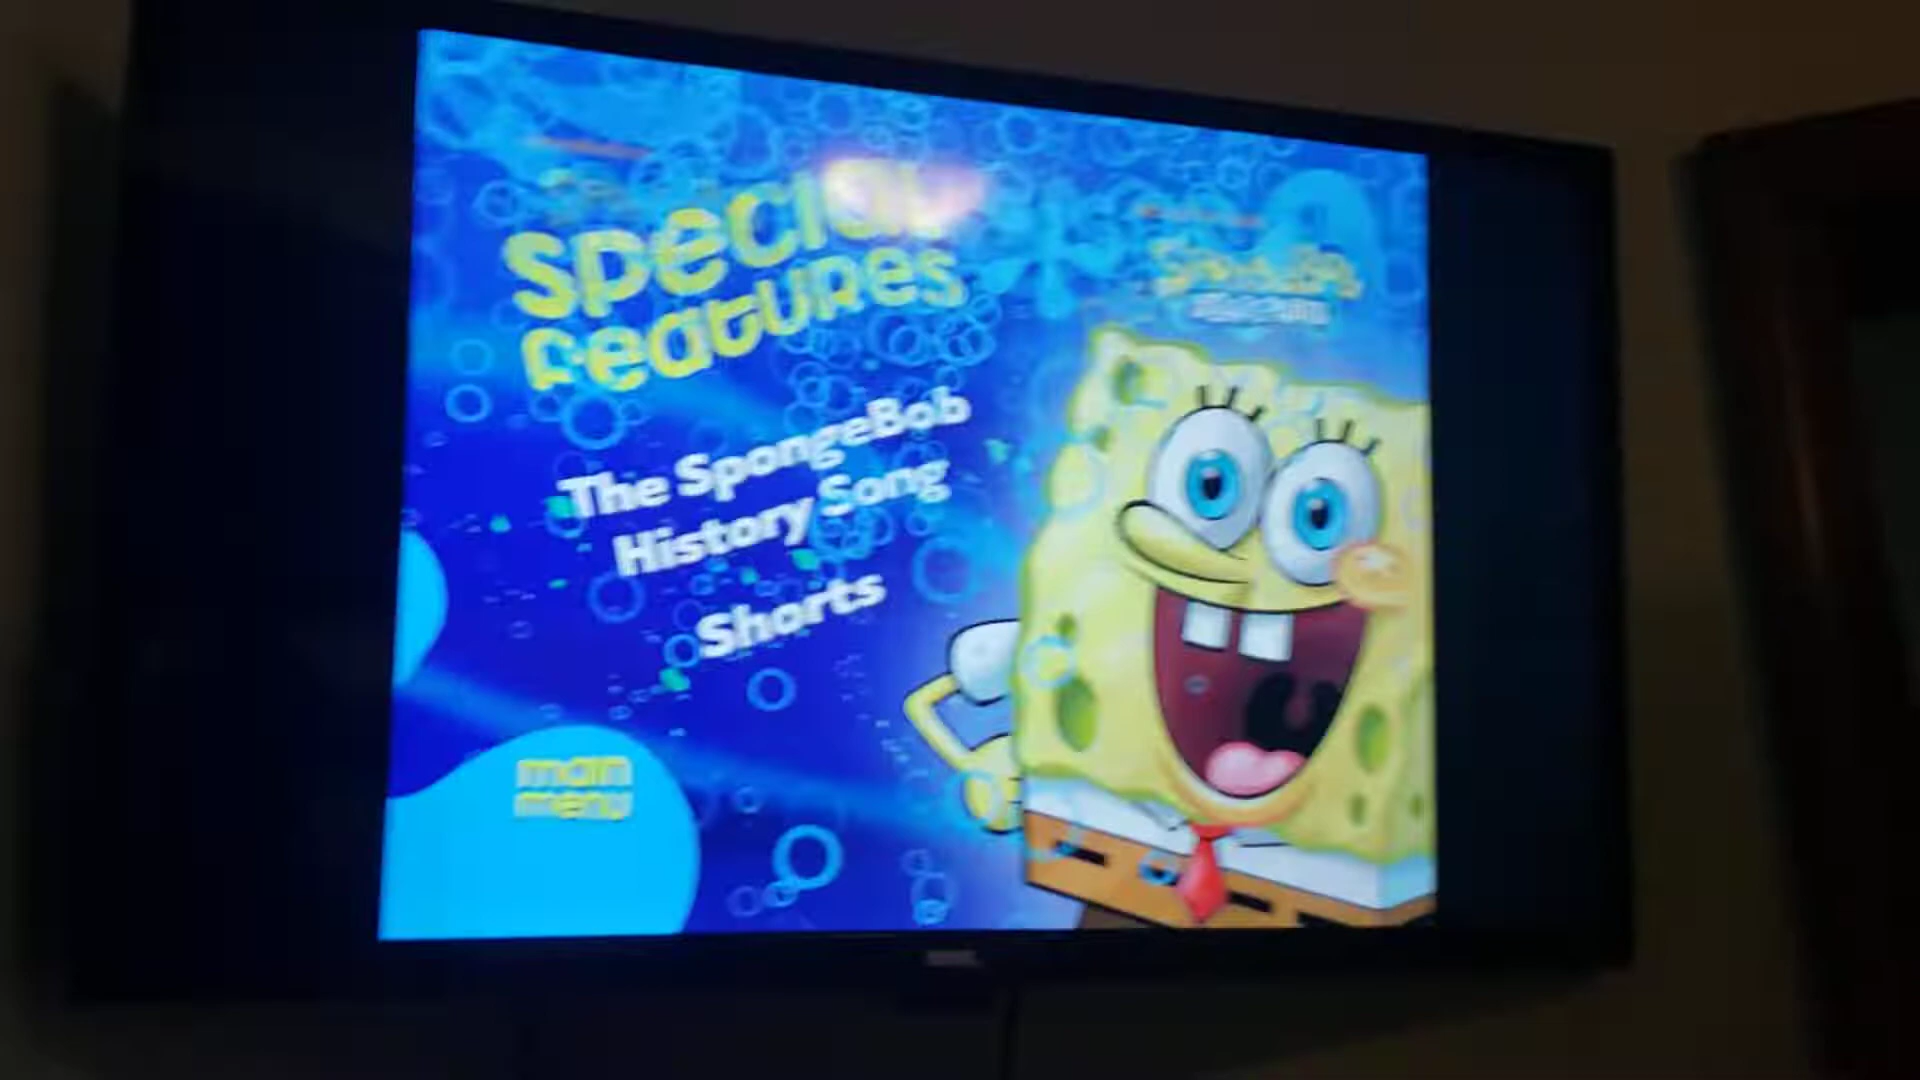 Special
Features
The SpongeBob
History Song
Shorts
main
menu